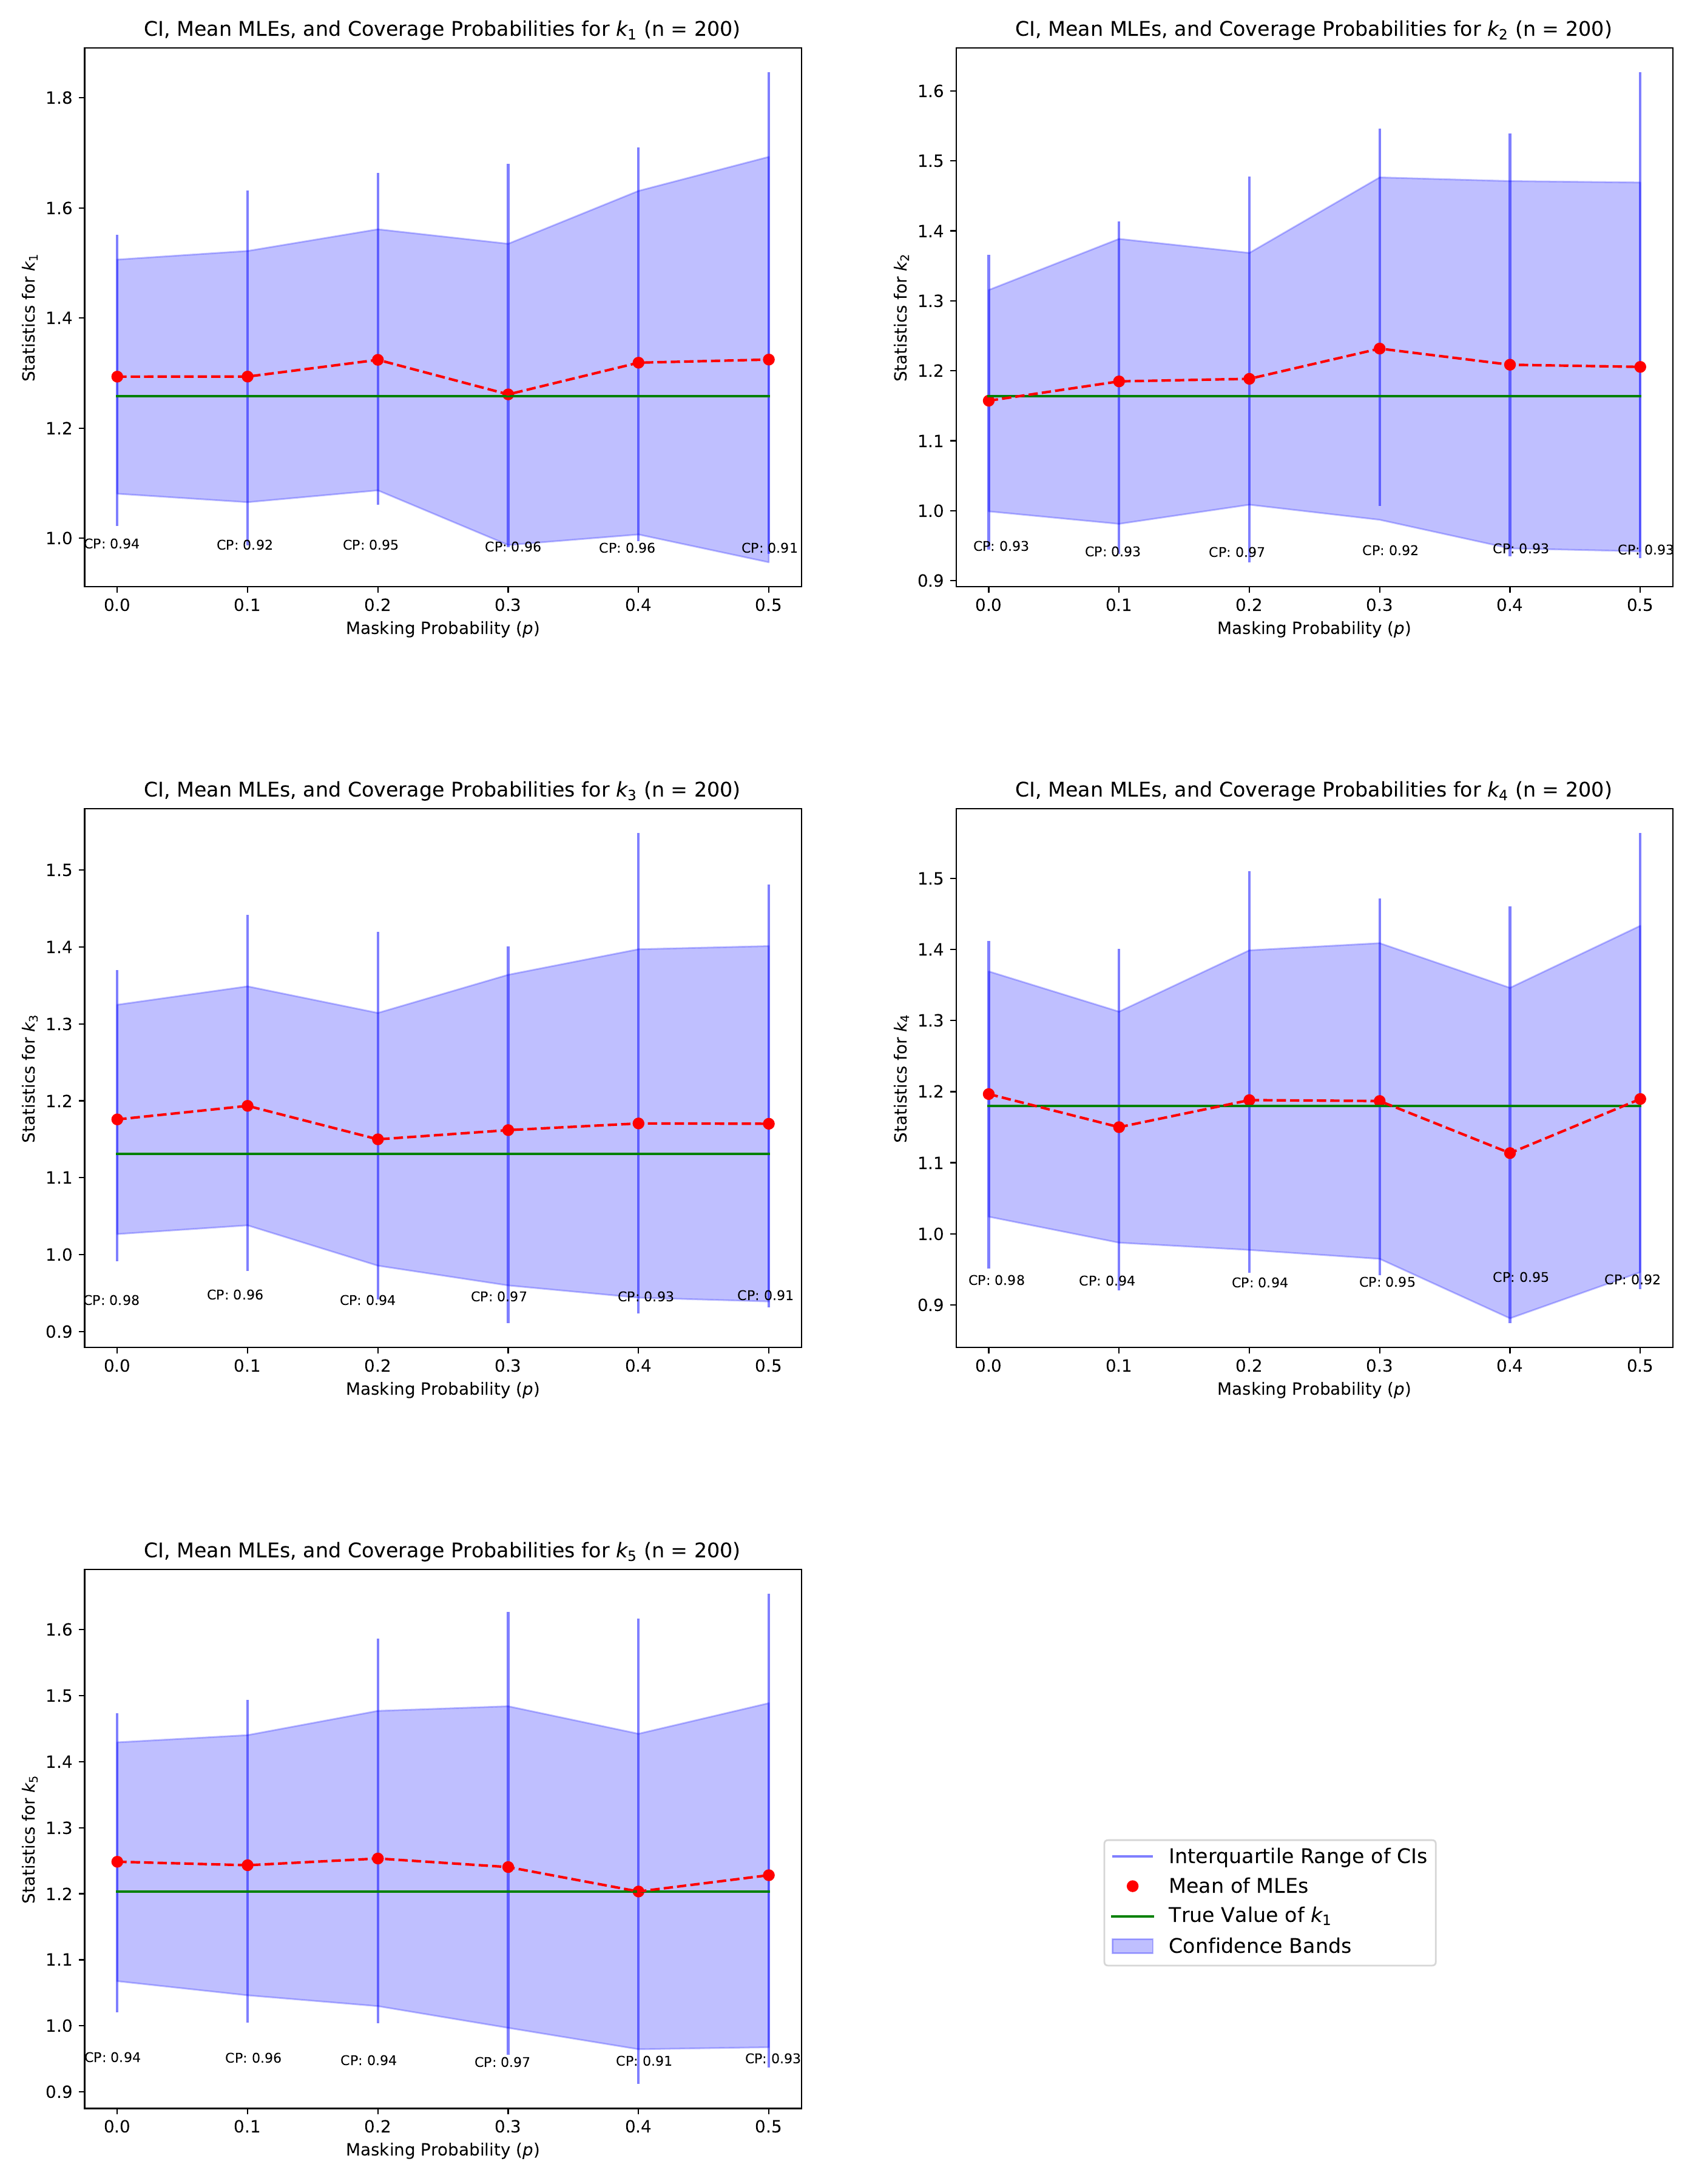 CI, Mean MLEs, and Coverage Probabilities for k₁ (n = 200)
Statistics for k₁
1.8
1.6
1.4
1.2
1.0
CP: 0.94
CP: 0.92
CP: 0.95
CP: 0.96
CP: 0.96
CP: 0.91
0.0 0.1 0.2 0.3 0.4 0.5
Masking Probability (p)
CI, Mean MLEs, and Coverage Probabilities for k₂ (n = 200)
Statistics for k₂
1.6
1.5
1.4
1.3
1.2
1.1
1.0
0.9
CP: 0.93
CP: 0.93
CP: 0.97
CP: 0.92
CP: 0.93
CP: 0.93
0.0 0.1 0.2 0.3 0.4 0.5
Masking Probability (p)
CI, Mean MLEs, and Coverage Probabilities for k₃ (n = 200)
Statistics for k₃
1.5
1.4
1.3
1.2
1.1
1.0
0.9
CP: 0.98
CP: 0.96
CP: 0.94
CP: 0.97
CP: 0.93
CP: 0.91
0.0 0.1 0.2 0.3 0.4 0.5
Masking Probability (p)
CI, Mean MLEs, and Coverage Probabilities for k₄ (n = 200)
Statistics for k₄
1.5
1.4
1.3
1.2
1.1
1.0
0.9
CP: 0.98
CP: 0.94
CP: 0.94
CP: 0.95
CP: 0.95
CP: 0.92
0.0 0.1 0.2 0.3 0.4 0.5
Masking Probability (p)
CI, Mean MLEs, and Coverage Probabilities for k₅ (n = 200)
Statistics for k₅
1.6
1.5
1.4
1.3
1.2
1.1
1.0
0.9
CP: 0.94
CP: 0.96
CP: 0.94
CP: 0.97
CP: 0.91
CP: 0.93
0.0 0.1 0.2 0.3 0.4 0.5
Masking Probability (p)
Interquartile Range of CIs
Mean of MLEs
True Value of k₁
Confidence Bands